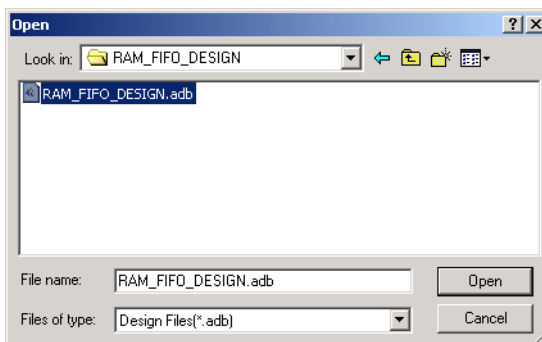 Open
Look in: RAM_FIFO_DESIGN
RAM_FIFO_DESIGN.adb
File name: RAM_FIFO_DESIGN.adb Open
Files of type: Design Files(*.adb) Cancel